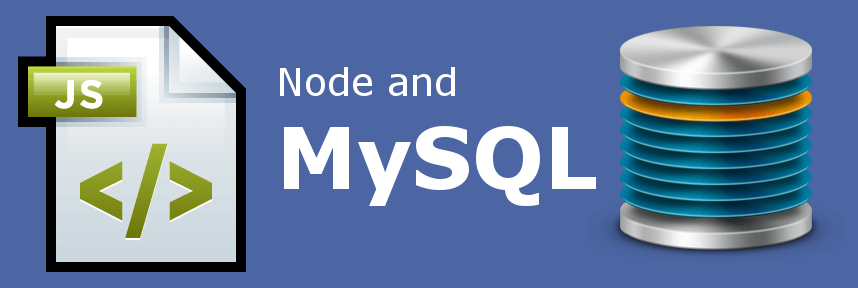 JS
</>
Node and
MySQL